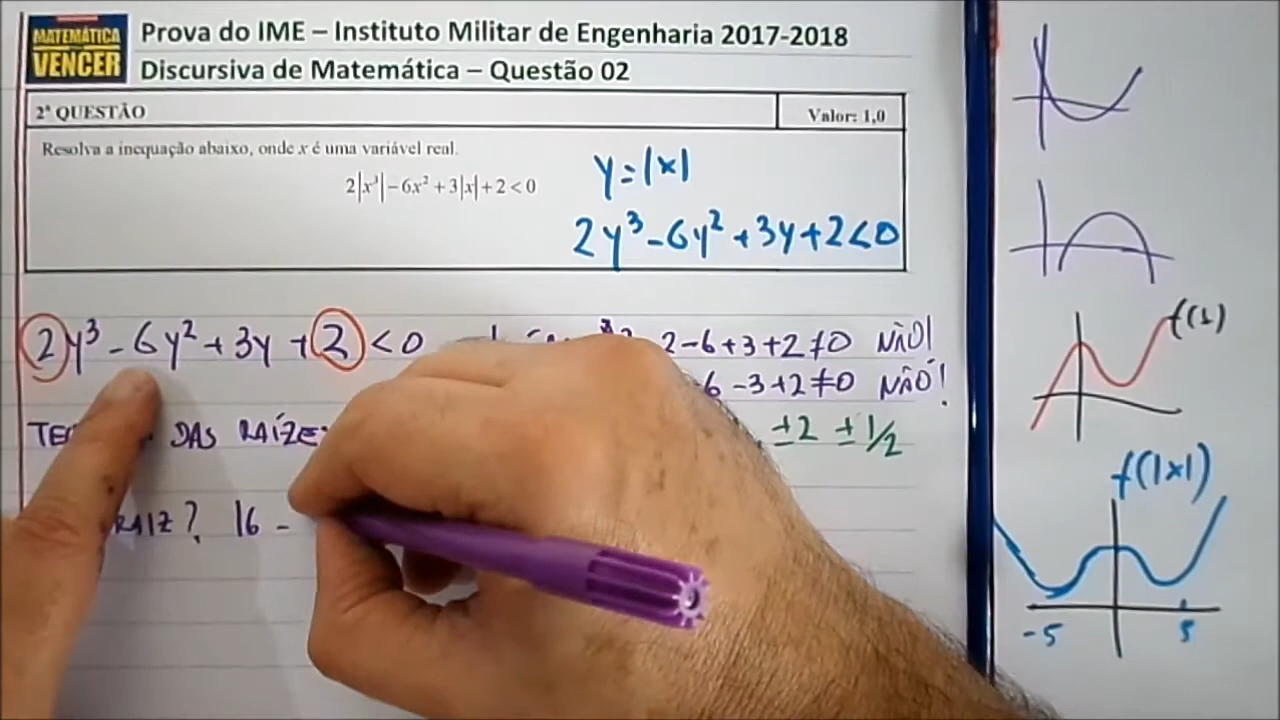 MATEMÁTICA
VENCER
Prova do IME – Instituto Militar de Engenharia 2017-2018
Discursiva de Matemática – Questão 02
2ª QUESTÃO
Valor: 1,0
Resolva a inequação abaixo, onde x é uma variável real.
2|x³| – 6x² + 3|x| + 2 < 0
y=|x|
2y³-6y²+3y+2<0
2y³-6y²+3y+2<0
2-6+3+2≠0 NÃO!
6-3+2≠0 NÃO!
DAS
±2 ±1/2
RAIZ? 16 -
f(|x|)
-5
5